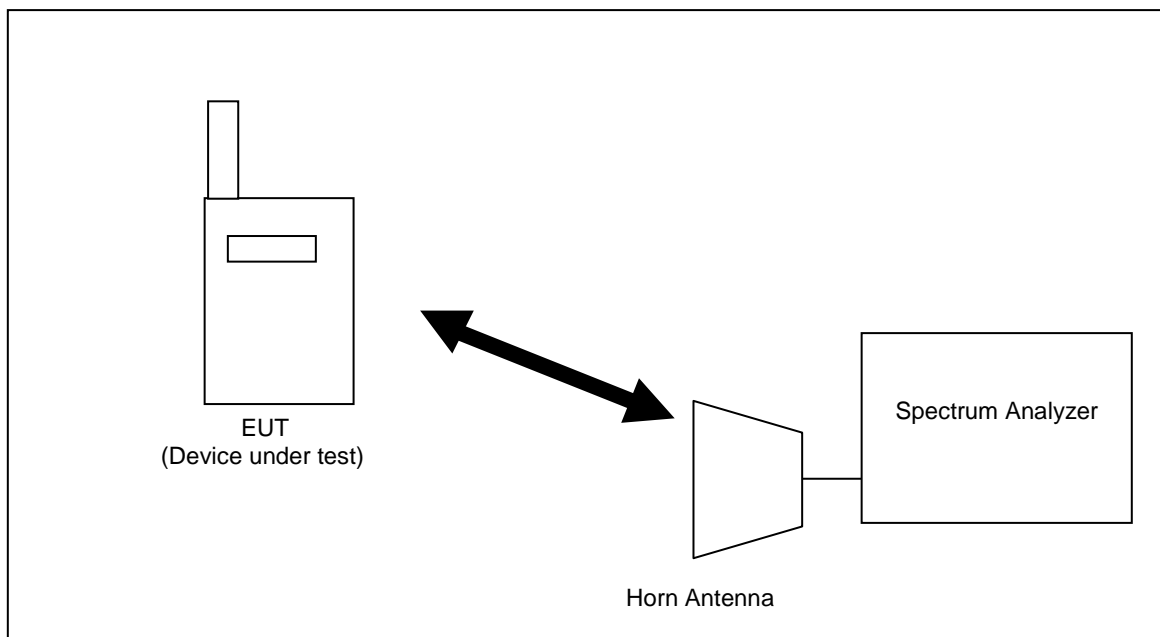 EUT
(Device under test)
Spectrum Analyzer
Horn Antenna